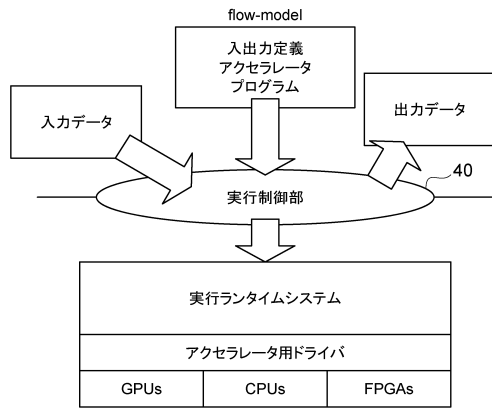 flow-model
入出力定義
アクセラレータ
プログラム
入力データ
出力データ
実行制御部
40
実行ランタイムシステム
アクセラレータ用ドライバ
GPUs
CPUs
FPGAs